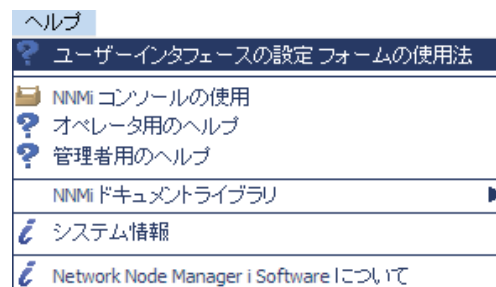 ヘルプ
ユーザーインタフェースの設定 フォームの使用法
NNMi コンソールの使用
オペレータ用のヘルプ
管理者用のヘルプ
NNMi ドキュメントライブラリ
システム情報
Network Node Manager i Software について